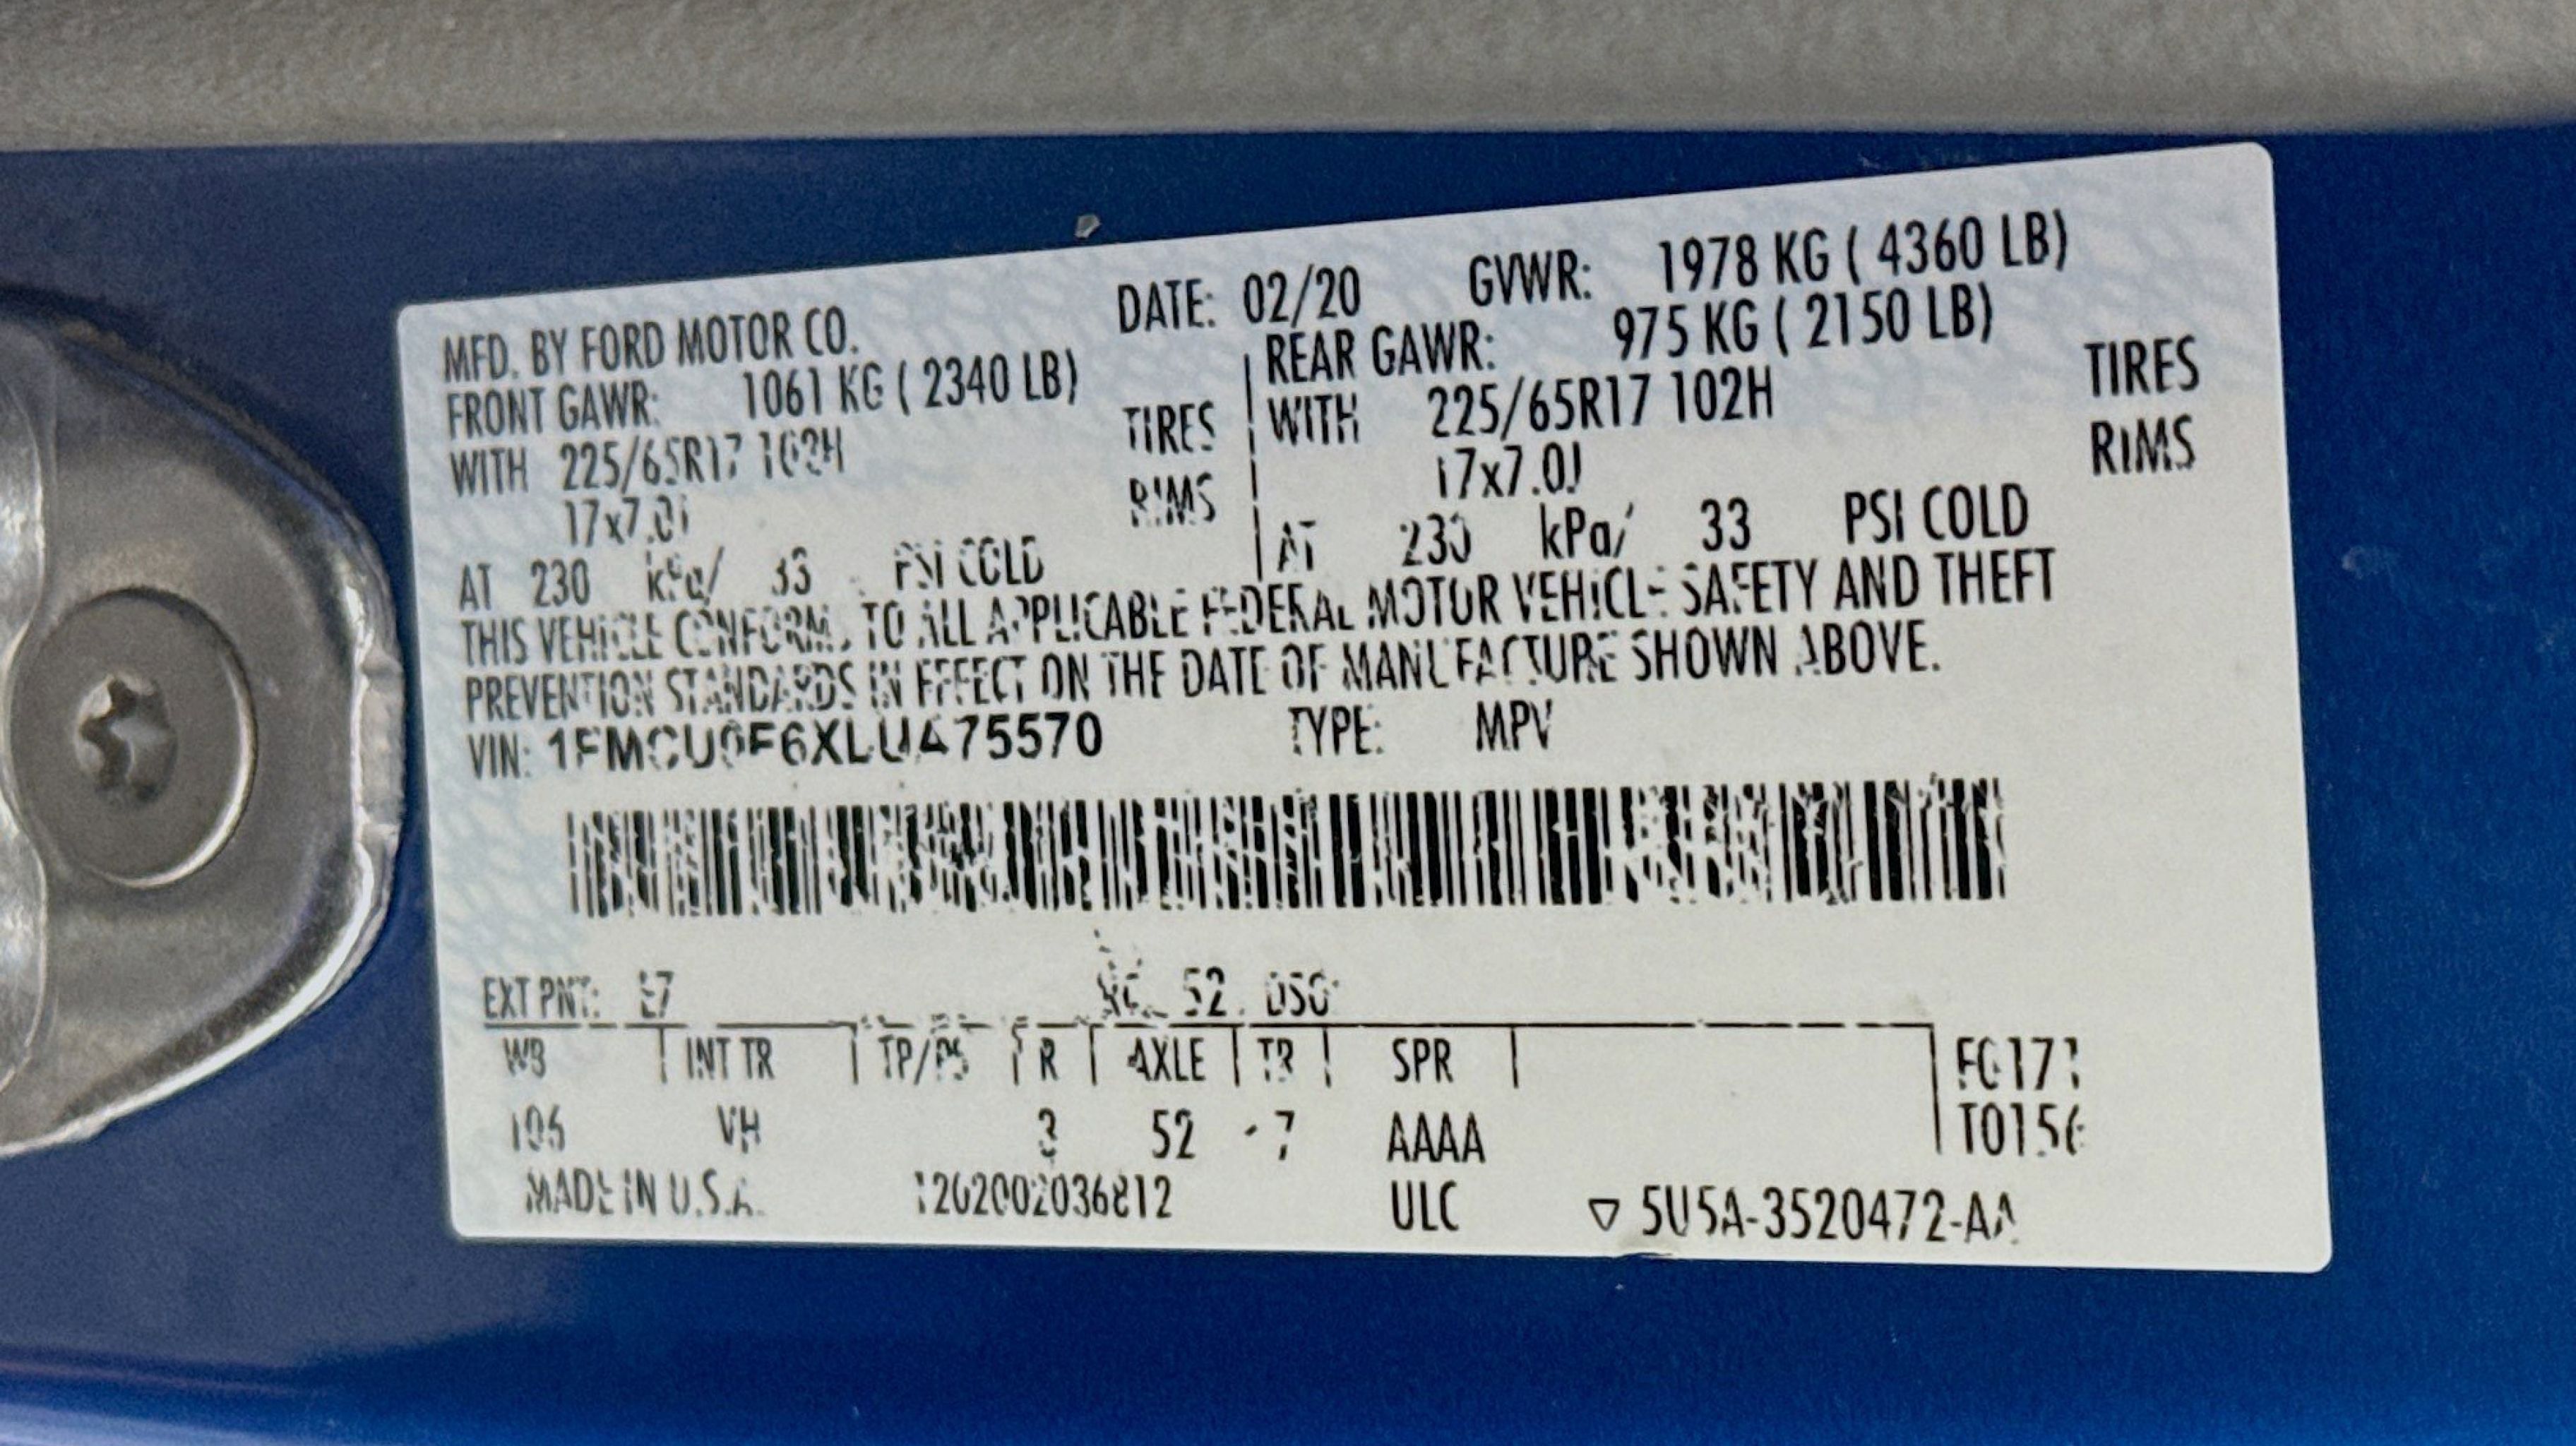 MFD. BY FORD MOTOR CO. DATE: 02/20 GVWR: 1978 KG ( 4360 LB)
FRONT GAWR: 1061 KG ( 2340 LB) REAR GAWR: 975 KG ( 2150 LB)
WITH 225/65R17 102H TIRES WITH 225/65R17 102H TIRES
17x7.0J RIMS 17x7.0J RIMS
AT 230 kPa/ 33 PSI COLD AT 230 kPa/ 33 PSI COLD
THIS VEHICLE CONFORMS TO ALL APPLICABLE FEDERAL MOTOR VEHICLE SAFETY AND THEFT
PREVENTION STANDARDS IN EFFECT ON THE DATE OF MANUFACTURE SHOWN ABOVE.
VIN: 1FMCU0F6XLUA75570 TYPE: MPV
EXT PNT: E7 RC: 52 DSO:
WB INT TR TP/PS R AXLE TR SPR
106 VH 3 52 7 AAAA
MADE IN U.S.A. 1202002036812 ULC ▽ 5U5A-3520472-AA